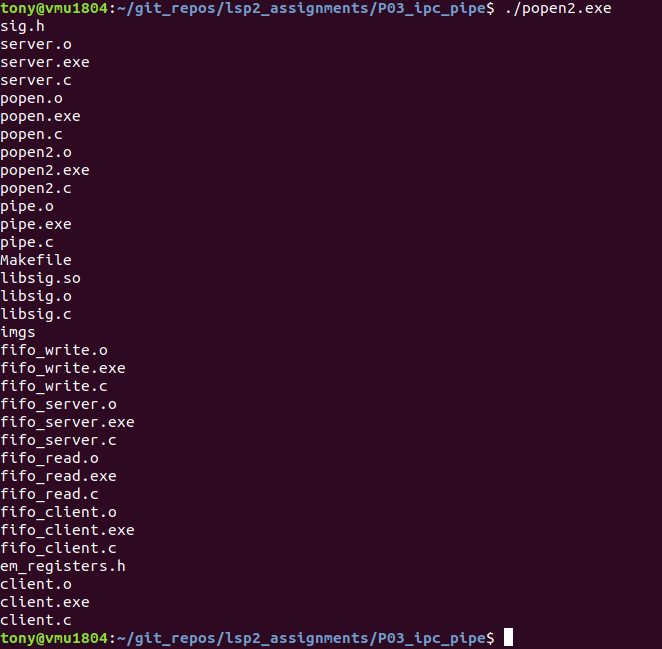 tony@vmu1804:~/git_repos/lsp2_assignments/P03_ipc_pipe$ ./popen2.exe
sig.h
server.o
server.exe
server.c
popen.o
popen.exe
popen.c
popen2.o
popen2.exe
popen2.c
pipe.o
pipe.exe
pipe.c
Makefile
libsig.so
libsig.o
libsig.c
imgs
fifo_write.o
fifo_write.exe
fifo_write.c
fifo_server.o
fifo_server.exe
fifo_server.c
fifo_read.o
fifo_read.exe
fifo_read.c
fifo_client.o
fifo_client.exe
fifo_client.c
em_registers.h
client.o
client.exe
client.c
tony@vmu1804:~/git_repos/lsp2_assignments/P03_ipc_pipe$